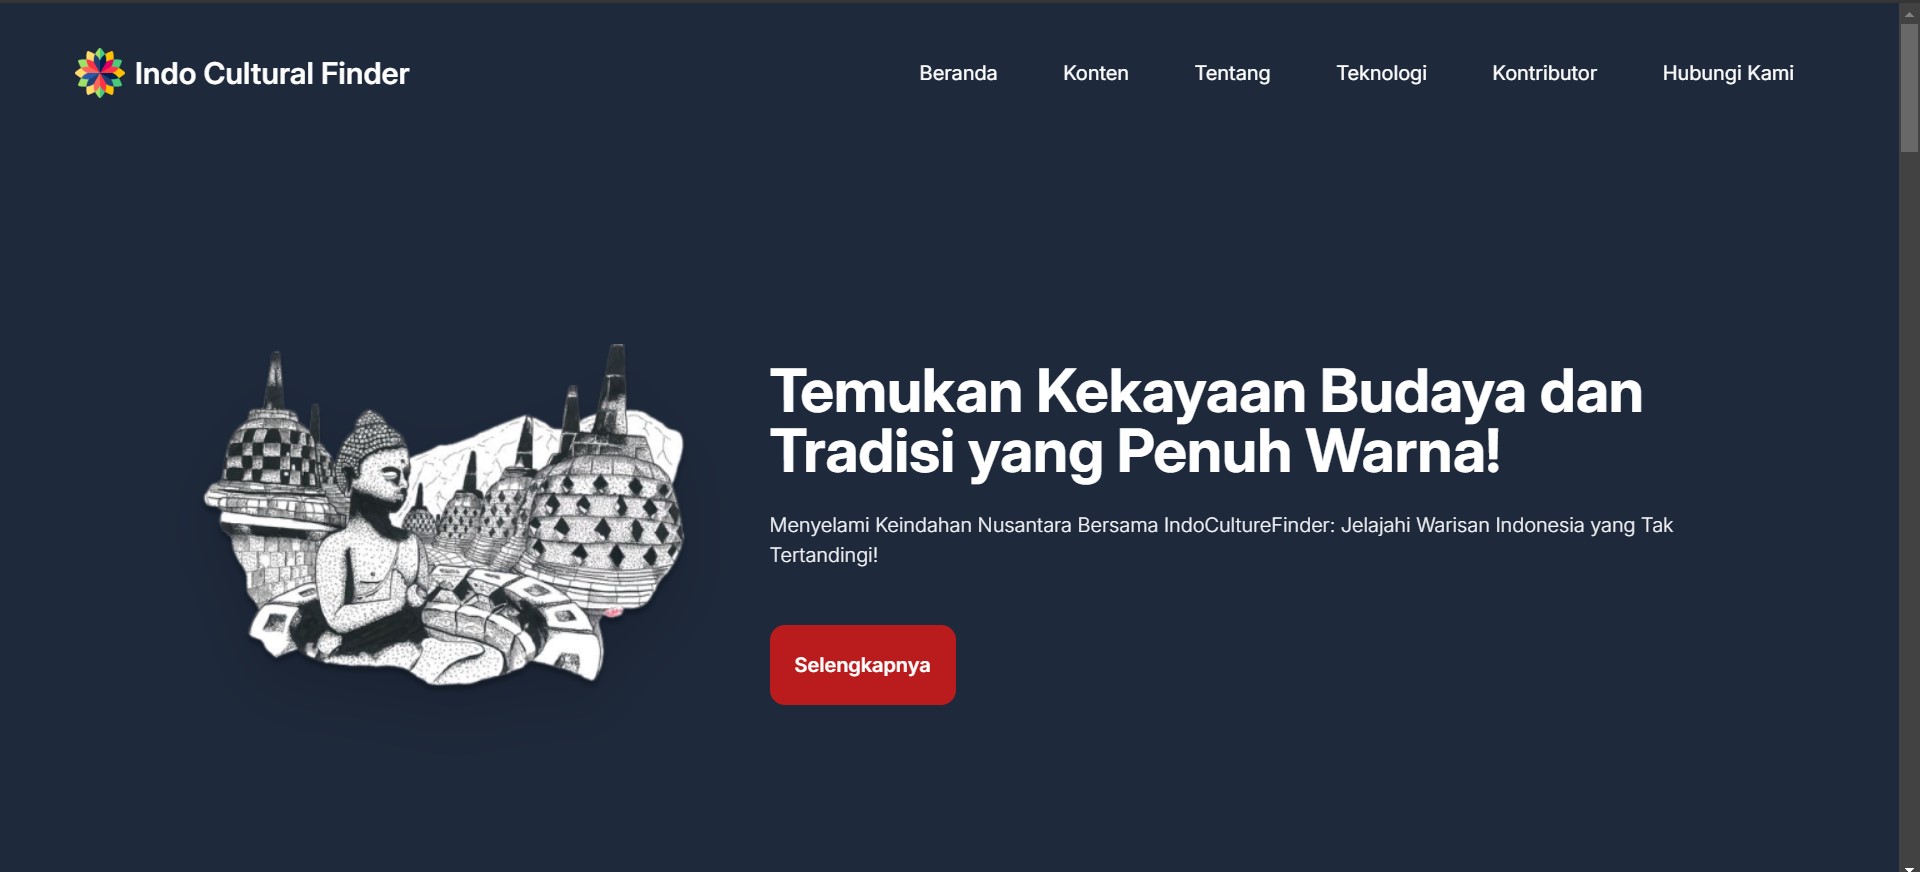 Indo Cultural Finder
Beranda
Konten
Tentang
Teknologi
Kontributor
Hubungi Kami
Temukan Kekayaan Budaya dan
Tradisi yang Penuh Warna!
Menyelami Keindahan Nusantara Bersama IndoCultureFinder: Jelajahi Warisan Indonesia yang Tak
Tertandingi!
Selengkapnya